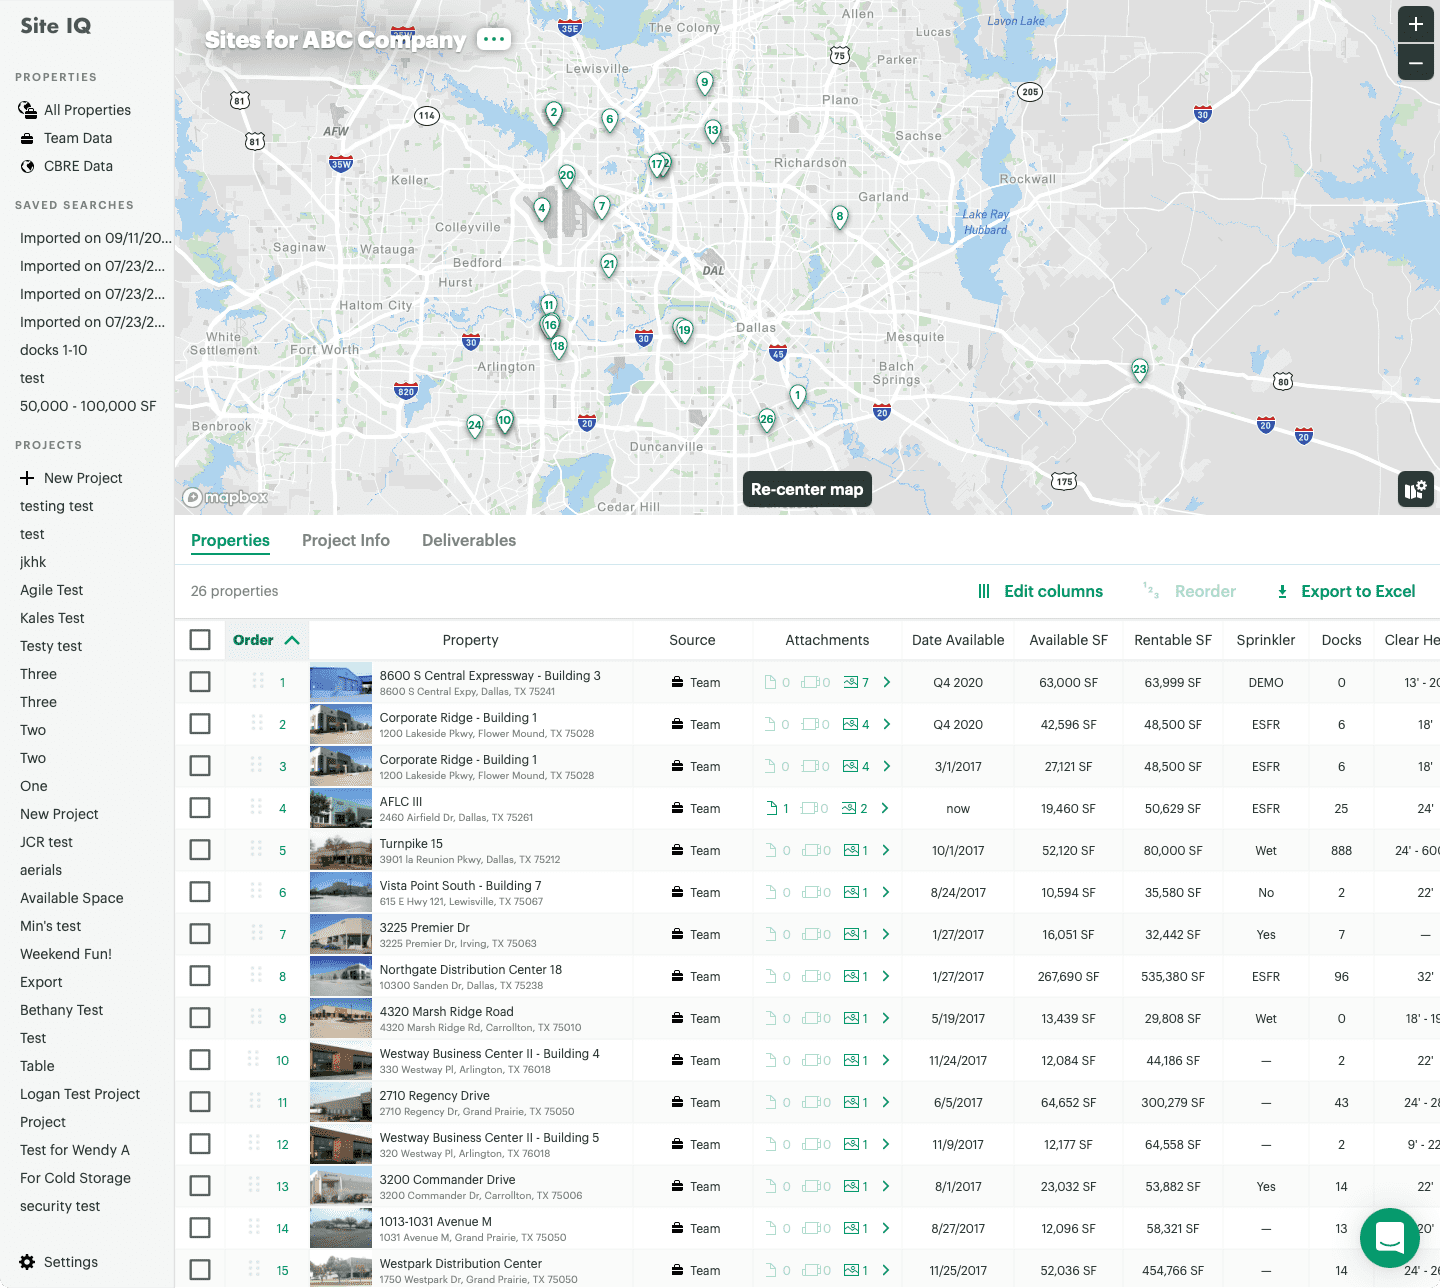 Site IQ
PROPERTIES
All Properties
Team Data
CBRE Data
SAVED SEARCHES
Imported on 09/11/20...
Imported on 07/23/2...
Imported on 07/23/2...
Imported on 07/23/2...
docks 1-10
test
50,000 - 100,000 SF
PROJECTS
New Project
testing test
test
jkhk
Agile Test
Kales Test
Testy test
Three
Three
Two
Two
One
New Project
JCR test
aerials
Available Space
Min's test
Weekend Fun!
Export
Bethany Test
Test
Table
Logan Test Project
Project
Test for Wendy A
For Cold Storage
security test
Settings
Sites for ABC Company
35W
35E
The Colony
Allen
Lucas
Lavon Lake
75
Parker
Lewisville
9
Plano
205
81
114
2
6
30
AFW
13
Sachse
81
35W
17
2
Richardson
Keller
20
Rockwall
Garland
4
7
8
Lake Ray
Hubbard
Colleyville
Saginaw
Watauga
Bedford
21
DAL
Hurst
Haltom City
11
16
19
Dallas
White
Settlement
Fort Worth
30
18
30
Mesquite
45
Arlington
Balch
Springs
23
80
820
1
20
24
10
20
26
20
20
Benbrook
Duncanville
175
Re-center map
mapbox
Cedar Hill
Properties
Project Info
Deliverables
26 properties
Edit columns
1 2 3 Reorder
Export to Excel
Order Property Source Attachments Date Available Available SF Rentable SF Sprinkler Docks Clear He
1 8600 S Central Expressway - Building 3 Team 0 0 7 Q4 2020 63,000 SF 63,999 SF DEMO 0 13' - 20
8600 S Central Expy, Dallas, TX 75241
2 Corporate Ridge - Building 1 Team 0 0 4 Q4 2020 42,596 SF 48,500 SF ESFR 6 18'
1200 Lakeside Pkwy, Flower Mound, TX 75028
3 Corporate Ridge - Building 1 Team 0 0 4 3/1/2017 27,121 SF 48,500 SF ESFR 6 18'
1200 Lakeside Pkwy, Flower Mound, TX 75028
4 AFLC III Team 1 0 2 now 19,460 SF 50,629 SF ESFR 25 24'
2460 Airfield Dr, Dallas, TX 75261
5 Turnpike 15 Team 0 0 1 10/1/2017 52,120 SF 80,000 SF Wet 888 24' - 600
3901 la Reunion Pkwy, Dallas, TX 75212
6 Vista Point South - Building 7 Team 0 0 1 8/24/2017 10,594 SF 35,580 SF No 2 22'
615 E Hwy 121, Lewisville, TX 75067
7 3225 Premier Dr Team 0 0 1 1/27/2017 16,051 SF 32,442 SF Yes 7 —
3225 Premier Dr, Irving, TX 75063
8 Northgate Distribution Center 18 Team 0 0 1 1/27/2017 267,690 SF 535,380 SF ESFR 96 32'
10300 Sanden Dr, Dallas, TX 75238
9 4320 Marsh Ridge Road Team 0 0 1 5/19/2017 13,439 SF 29,808 SF Wet 0 18' - 19
4320 Marsh Ridge Rd, Carrollton, TX 75010
10 Westway Business Center II - Building 4 Team 0 0 1 11/24/2017 12,084 SF 44,186 SF — 2 22'
330 Westway Pl, Arlington, TX 76018
11 2710 Regency Drive Team 0 0 1 6/5/2017 64,652 SF 300,279 SF — 43 24' - 28
2710 Regency Dr, Grand Prairie, TX 75050
12 Westway Business Center II - Building 5 Team 0 0 1 11/9/2017 12,177 SF 64,558 SF — 2 9' - 22
320 Westway Pl, Arlington, TX 76018
13 3200 Commander Drive Team 0 0 1 8/1/2017 23,032 SF 53,882 SF Yes 14 22'
3200 Commander Dr, Carrollton, TX 75006
14 1013-1031 Avenue M Team 0 0 1 8/27/2017 12,096 SF 58,321 SF — 13 20'
1031 Avenue M, Grand Prairie, TX 75050
15 Westpark Distribution Center Team 0 0 1 11/25/2017 52,036 SF 454,766 SF — 14 24' - 26
1750 Westpark Dr, Grand Prairie, TX 75050